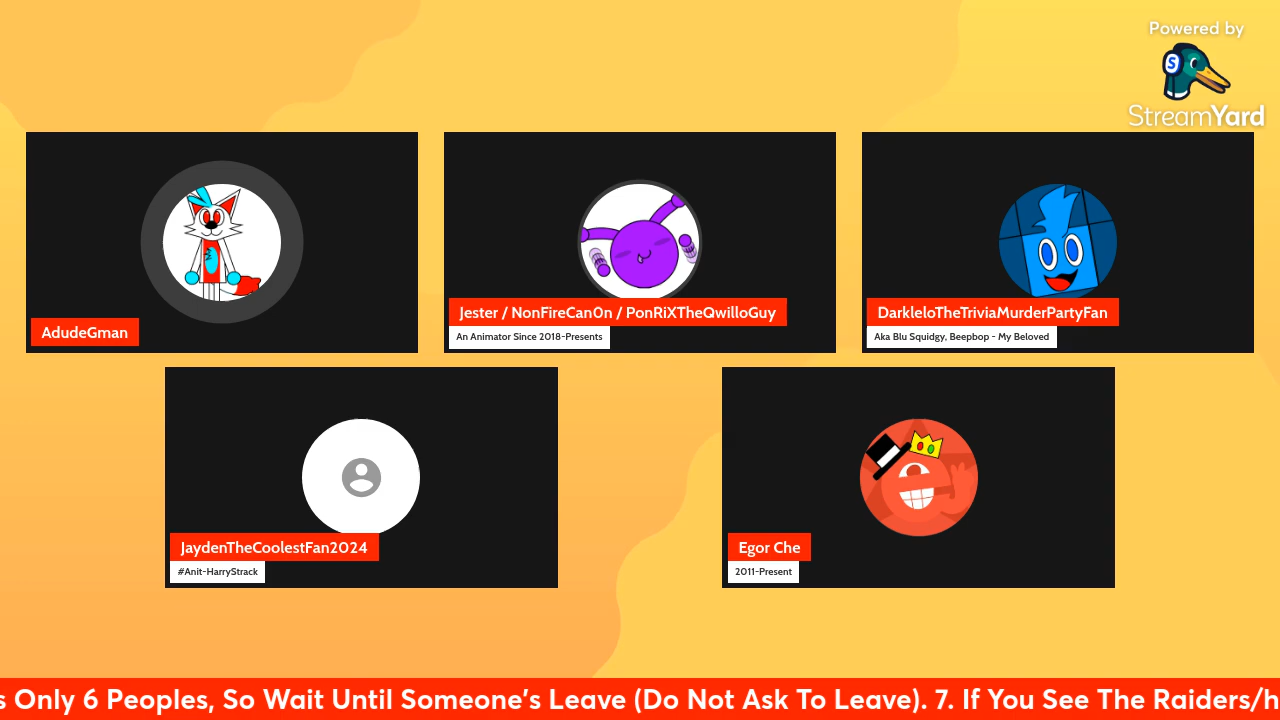 Powered by
StreamYard
AdudeGman
Jester / NonFireCan0n / PonRiXTheQwilloGuy
An Animator Since 2018-Presents
DarkleloTheTriviaMurderPartyFan
Aka Blu Squidgy, Beepbop - My Beloved
JaydenTheCoolestFan2024
#Anit-HarryStrack
Egor Che
2011-Present
s Only 6 Peoples, So Wait Until Someone's Leave (Do Not Ask To Leave). 7. If You See The Raiders/h